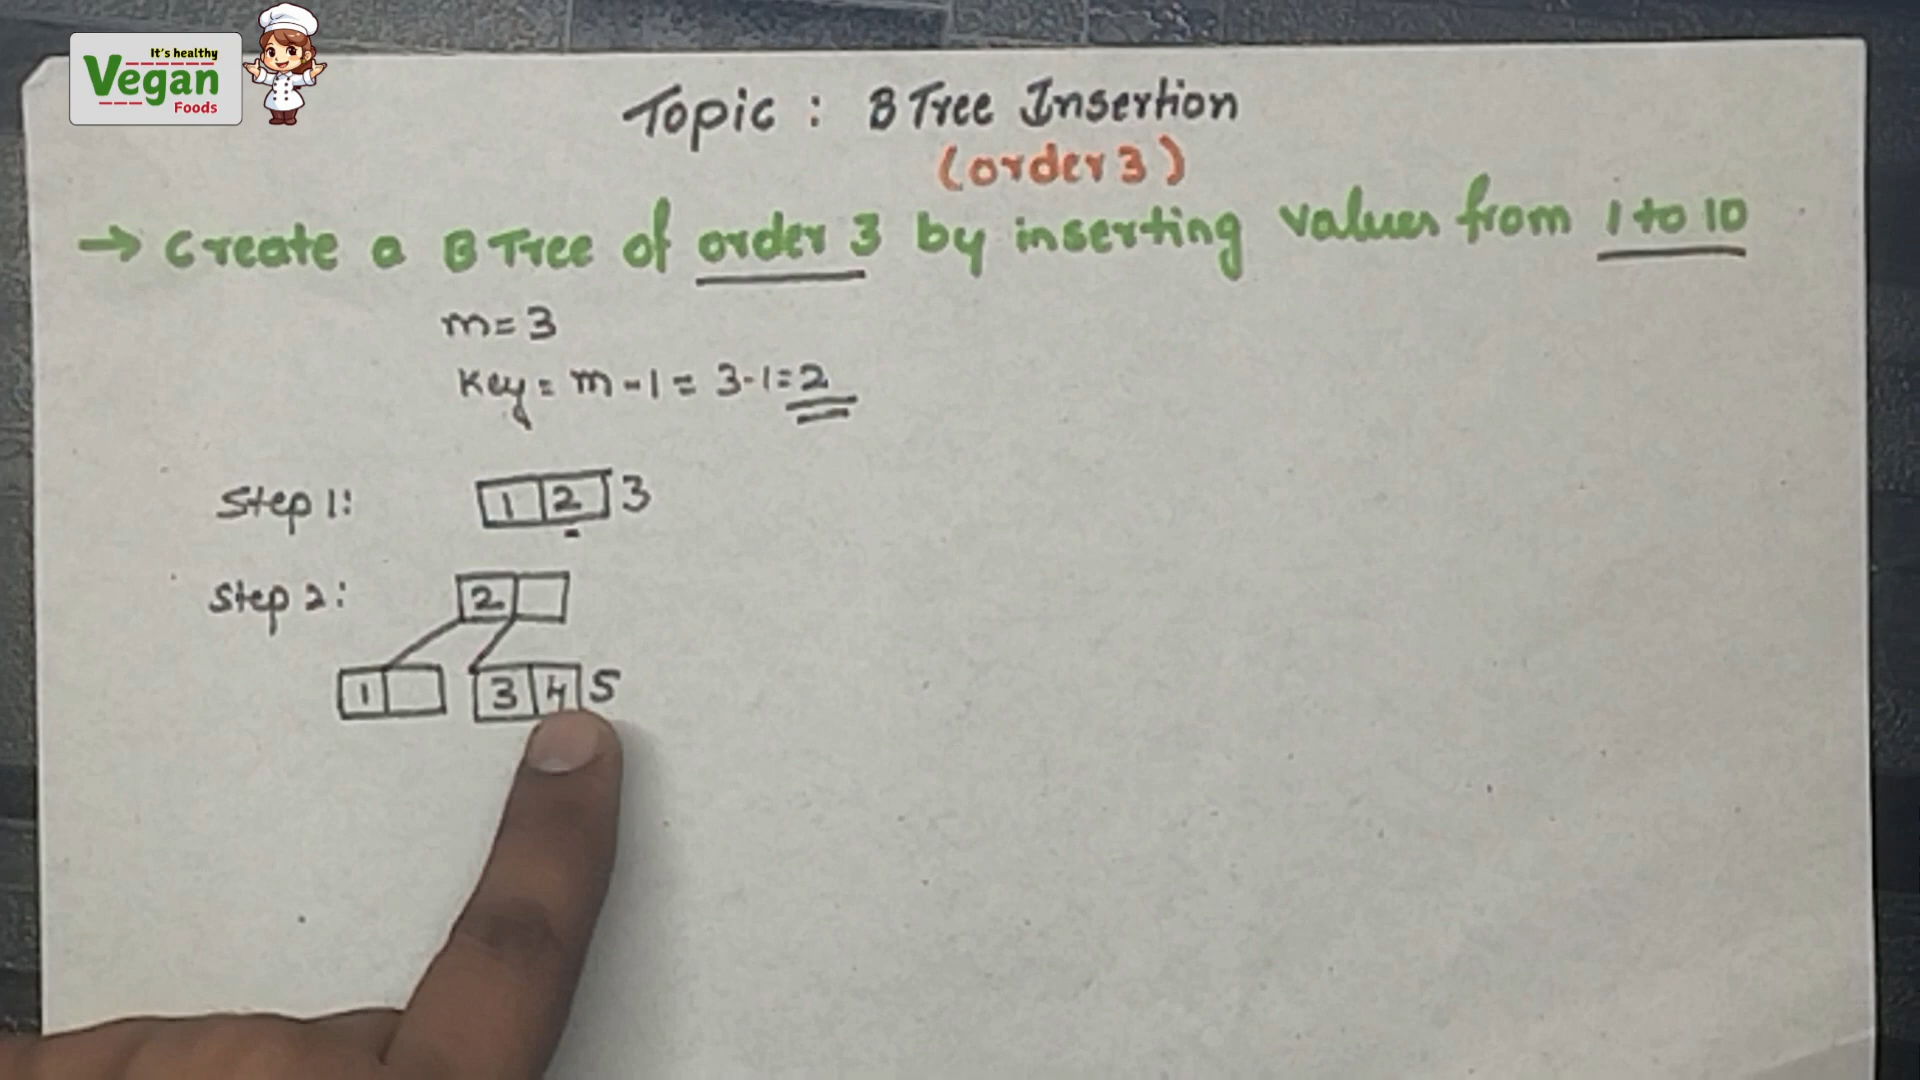 It's healthy
Vegan
Foods
Topic : B Tree Insertion
(order 3)
→ Create a B Tree of order 3 by inserting values from 1 to 10
m = 3
Key = m - 1 = 3 - 1 = 2
Step 1: 1 2 3
Step 2: 2
1 3 4 5